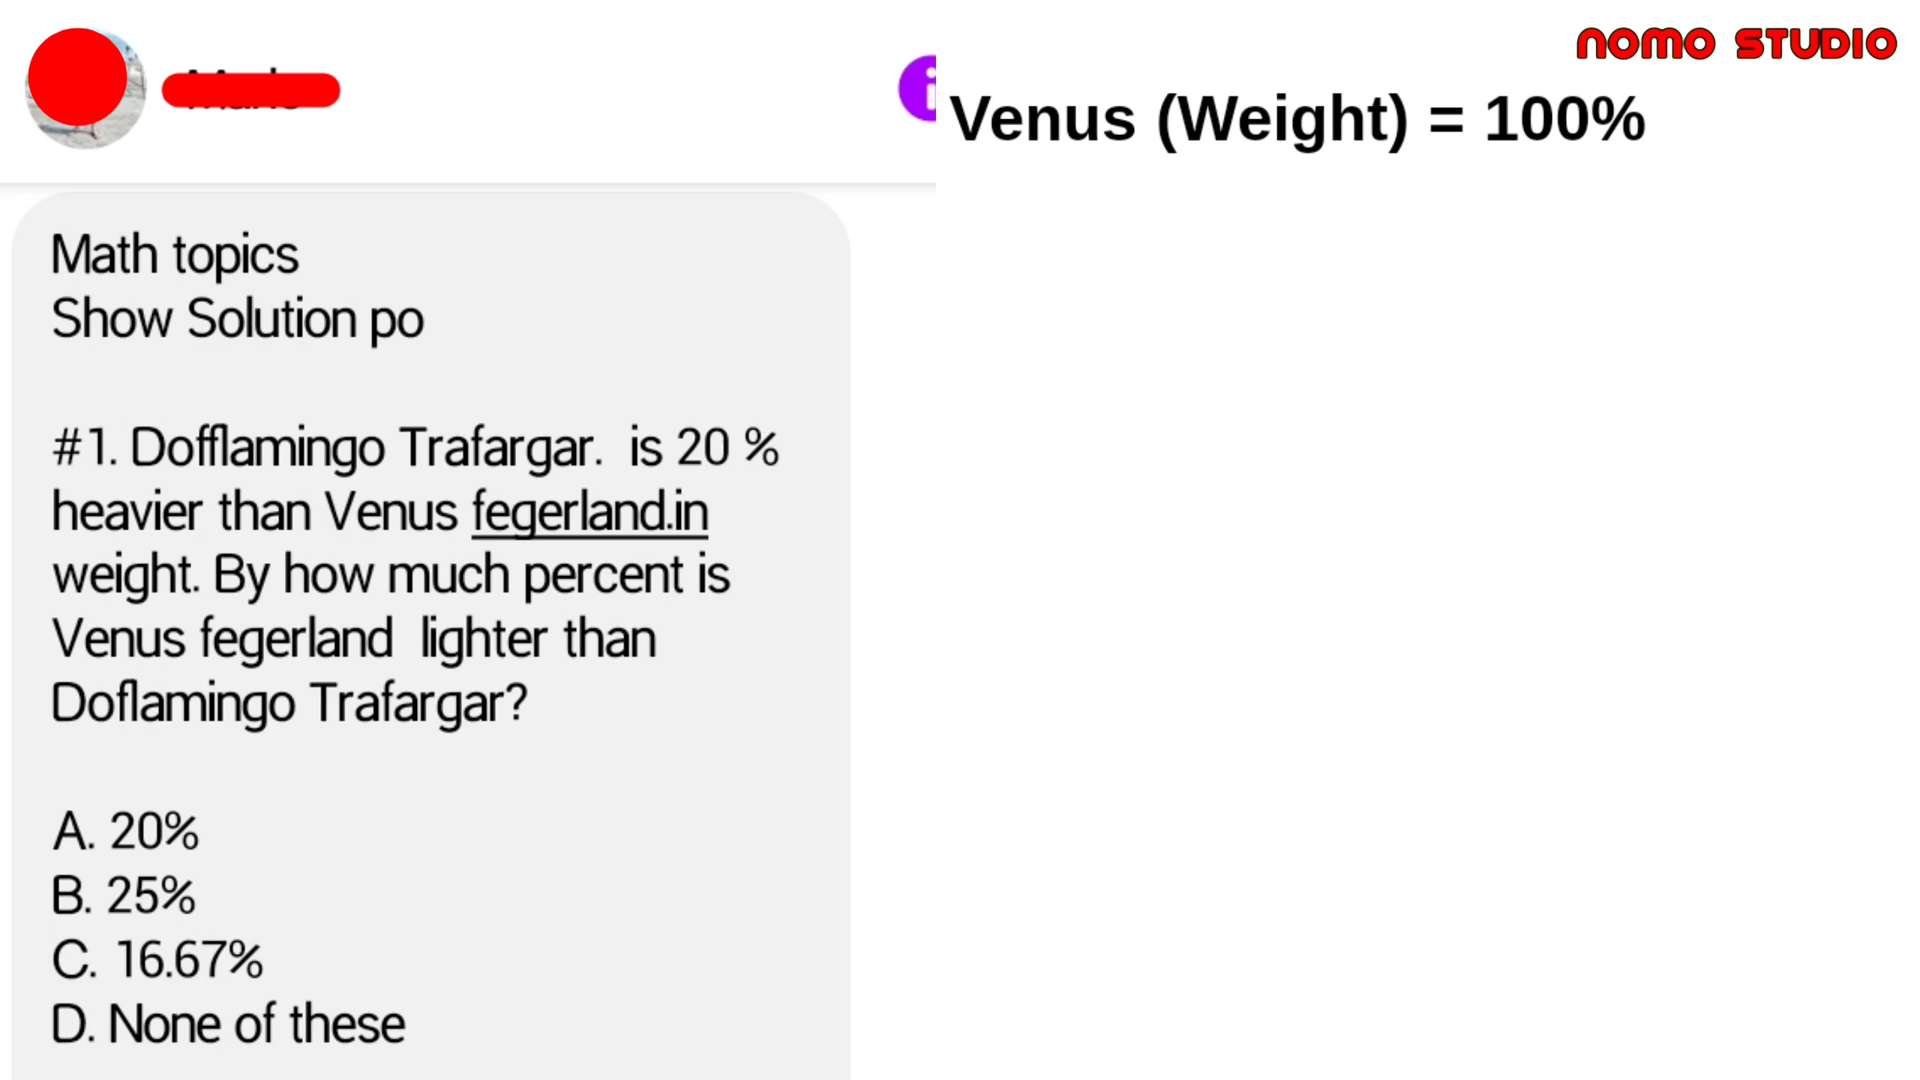 NOMO STUDIO
Venus (Weight) = 100%
Math topics
Show Solution po
#1. Dofflamingo Trafargar.  is 20 %
heavier than Venus fegerland.in
weight. By how much percent is
Venus fegerland  lighter than
Doflamingo Trafargar?
A. 20%
B. 25%
C. 16.67%
D. None of these